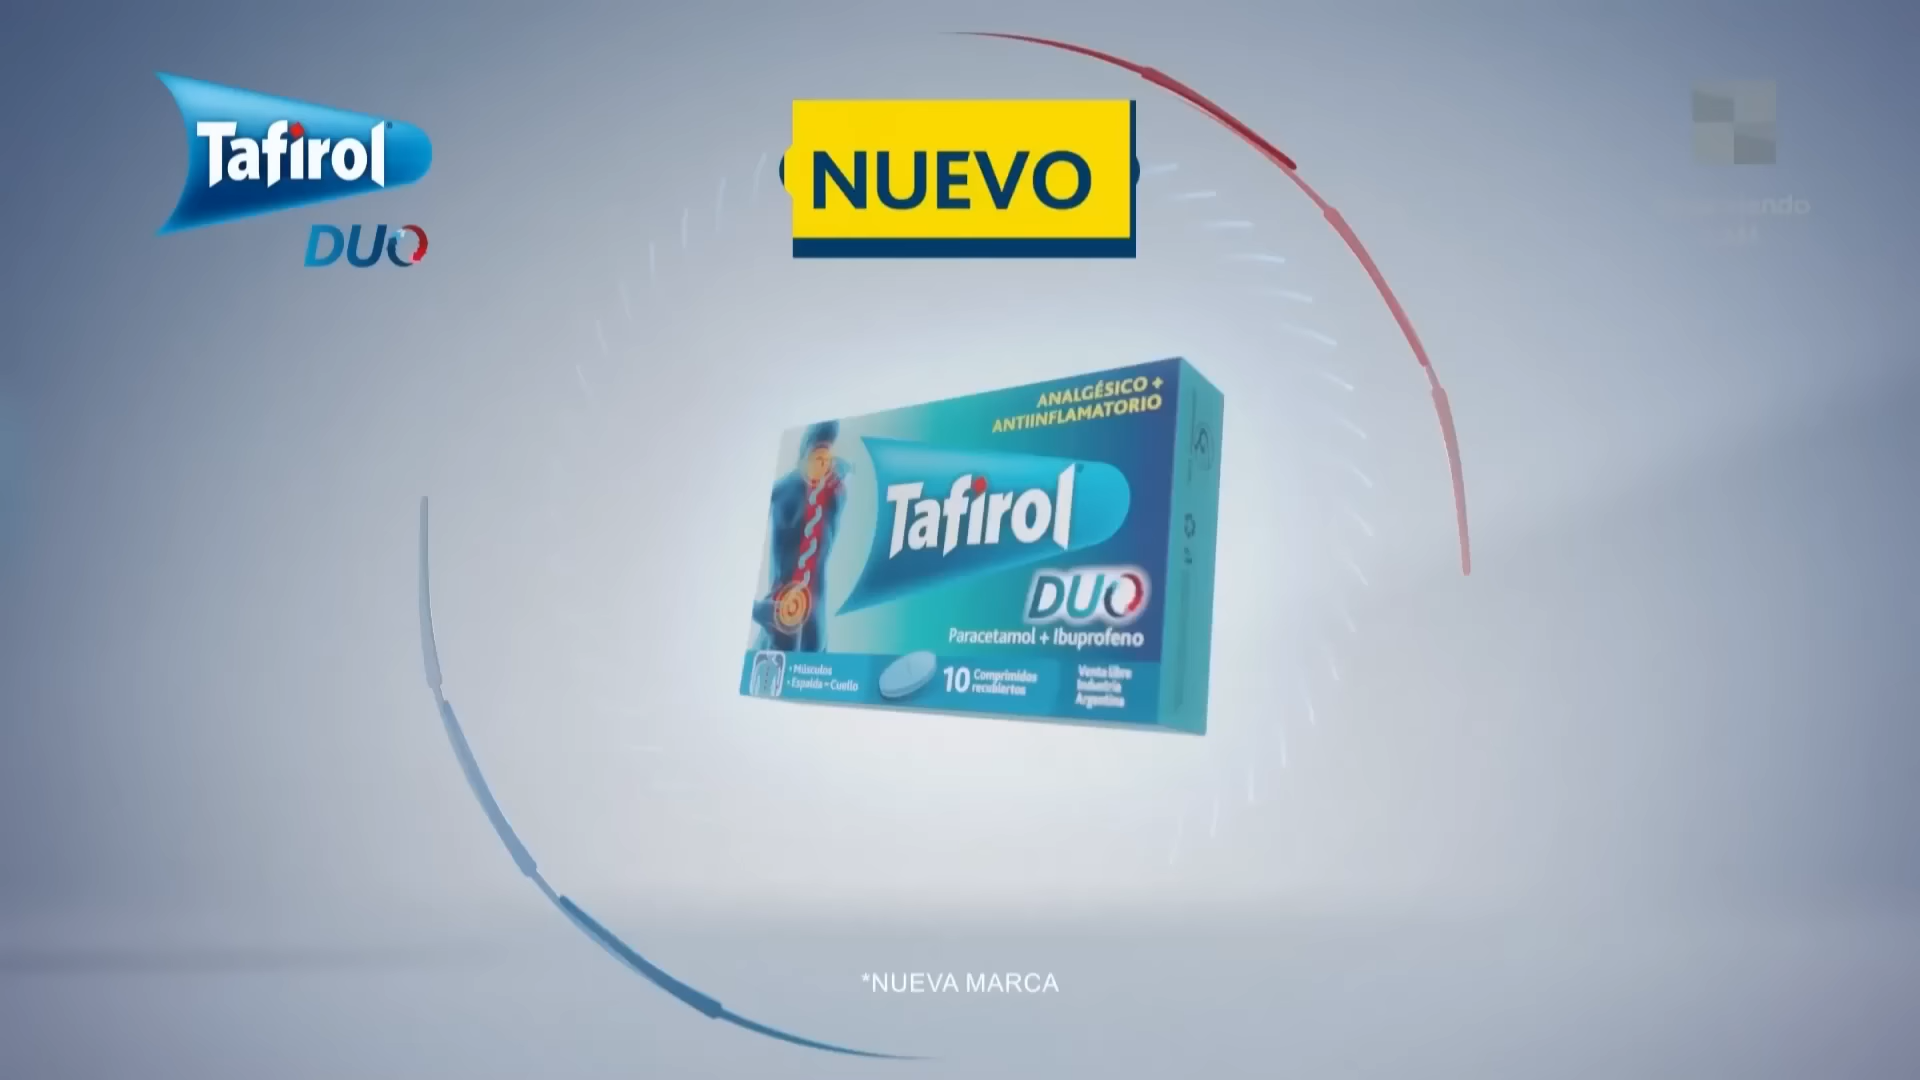 Tafirol
DUO
NUEVO
ANALGÉSICO +
ANTIINFLAMATORIO
Tafirol
DUO
Paracetamol + Ibuprofeno
• Músculos
• Espalda - Cuello
10 Comprimidos
recubiertos
Venta libre
Industria
Argentina
*NUEVA MARCA